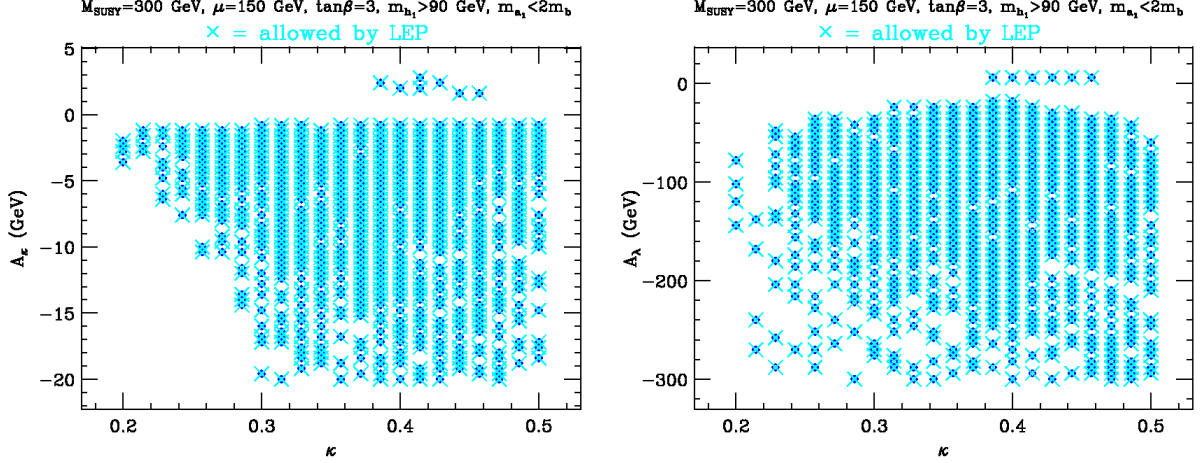 M_SUSY=300 GeV, μ=150 GeV, tanβ=3, m_h₁>90 GeV, m_a₁<2m_b
× = allowed by LEP
5
0
−5
−10
−15
−20
A_κ (GeV)
0.2 0.3 0.4 0.5
κ
M_SUSY=300 GeV, μ=150 GeV, tanβ=3, m_h₁>90 GeV, m_a₁<2m_b
× = allowed by LEP
0
−100
−200
−300
A_λ (GeV)
0.2 0.3 0.4 0.5
κ